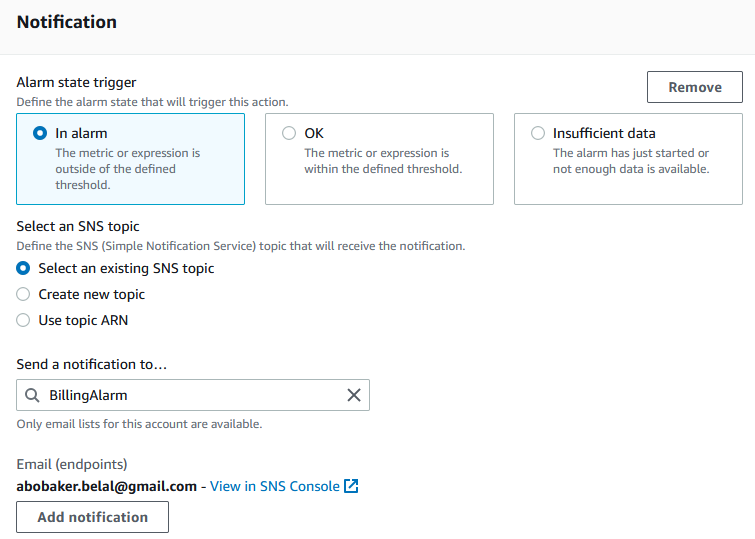 Notification
Alarm state trigger
Define the alarm state that will trigger this action.
Remove
In alarm
The metric or expression is
outside of the defined
threshold.
OK
The metric or expression is
within the defined threshold.
Insufficient data
The alarm has just started or
not enough data is available.
Select an SNS topic
Define the SNS (Simple Notification Service) topic that will receive the notification.
Select an existing SNS topic
Create new topic
Use topic ARN
Send a notification to…
BillingAlarm
Only email lists for this account are available.
Email (endpoints)
abobaker.belal@gmail.com - View in SNS Console
Add notification